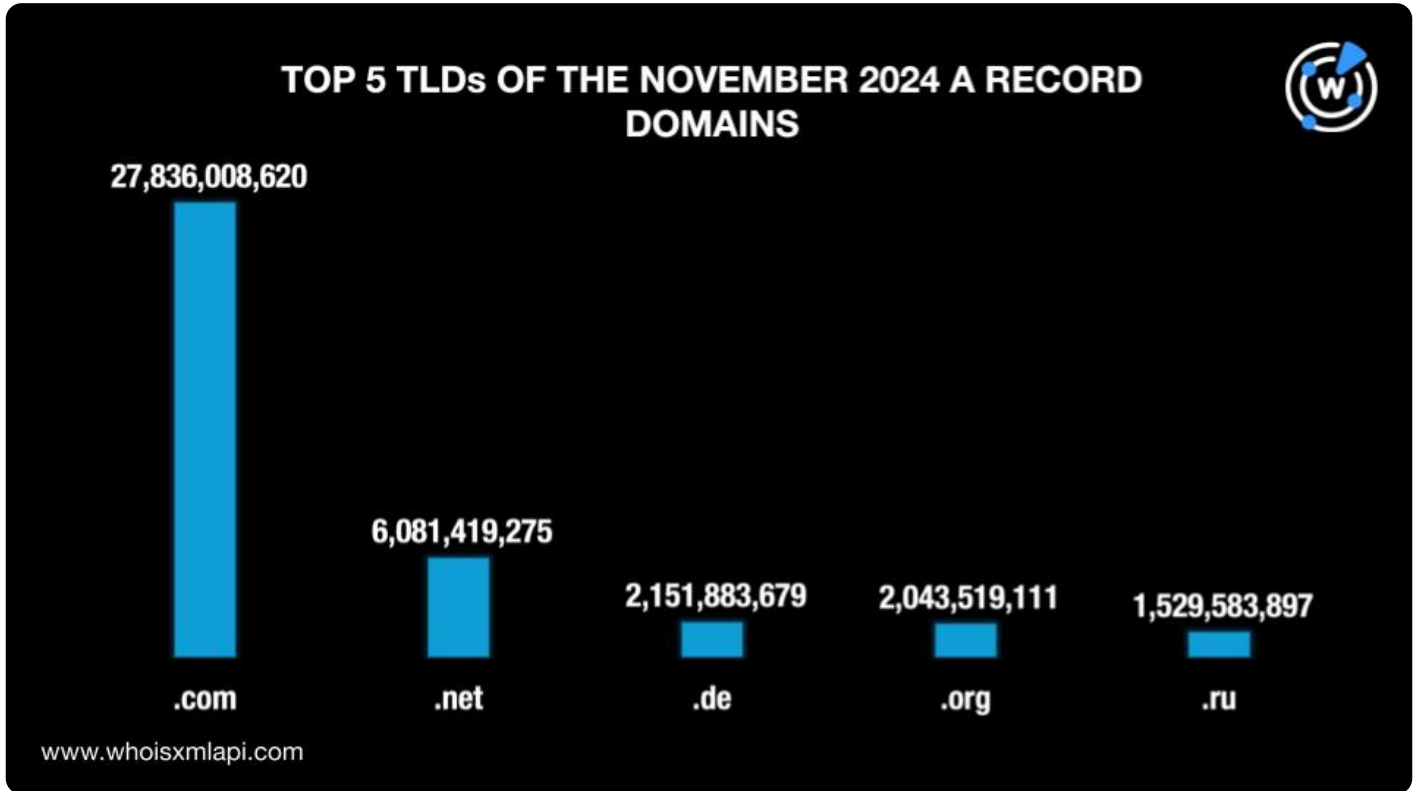 TOP 5 TLDs OF THE NOVEMBER 2024 A RECORD
DOMAINS
W
27,836,008,620
6,081,419,275
2,151,883,679
2,043,519,111
1,529,583,897
.com
.net
.de
.org
.ru
www.whoisxmlapi.com